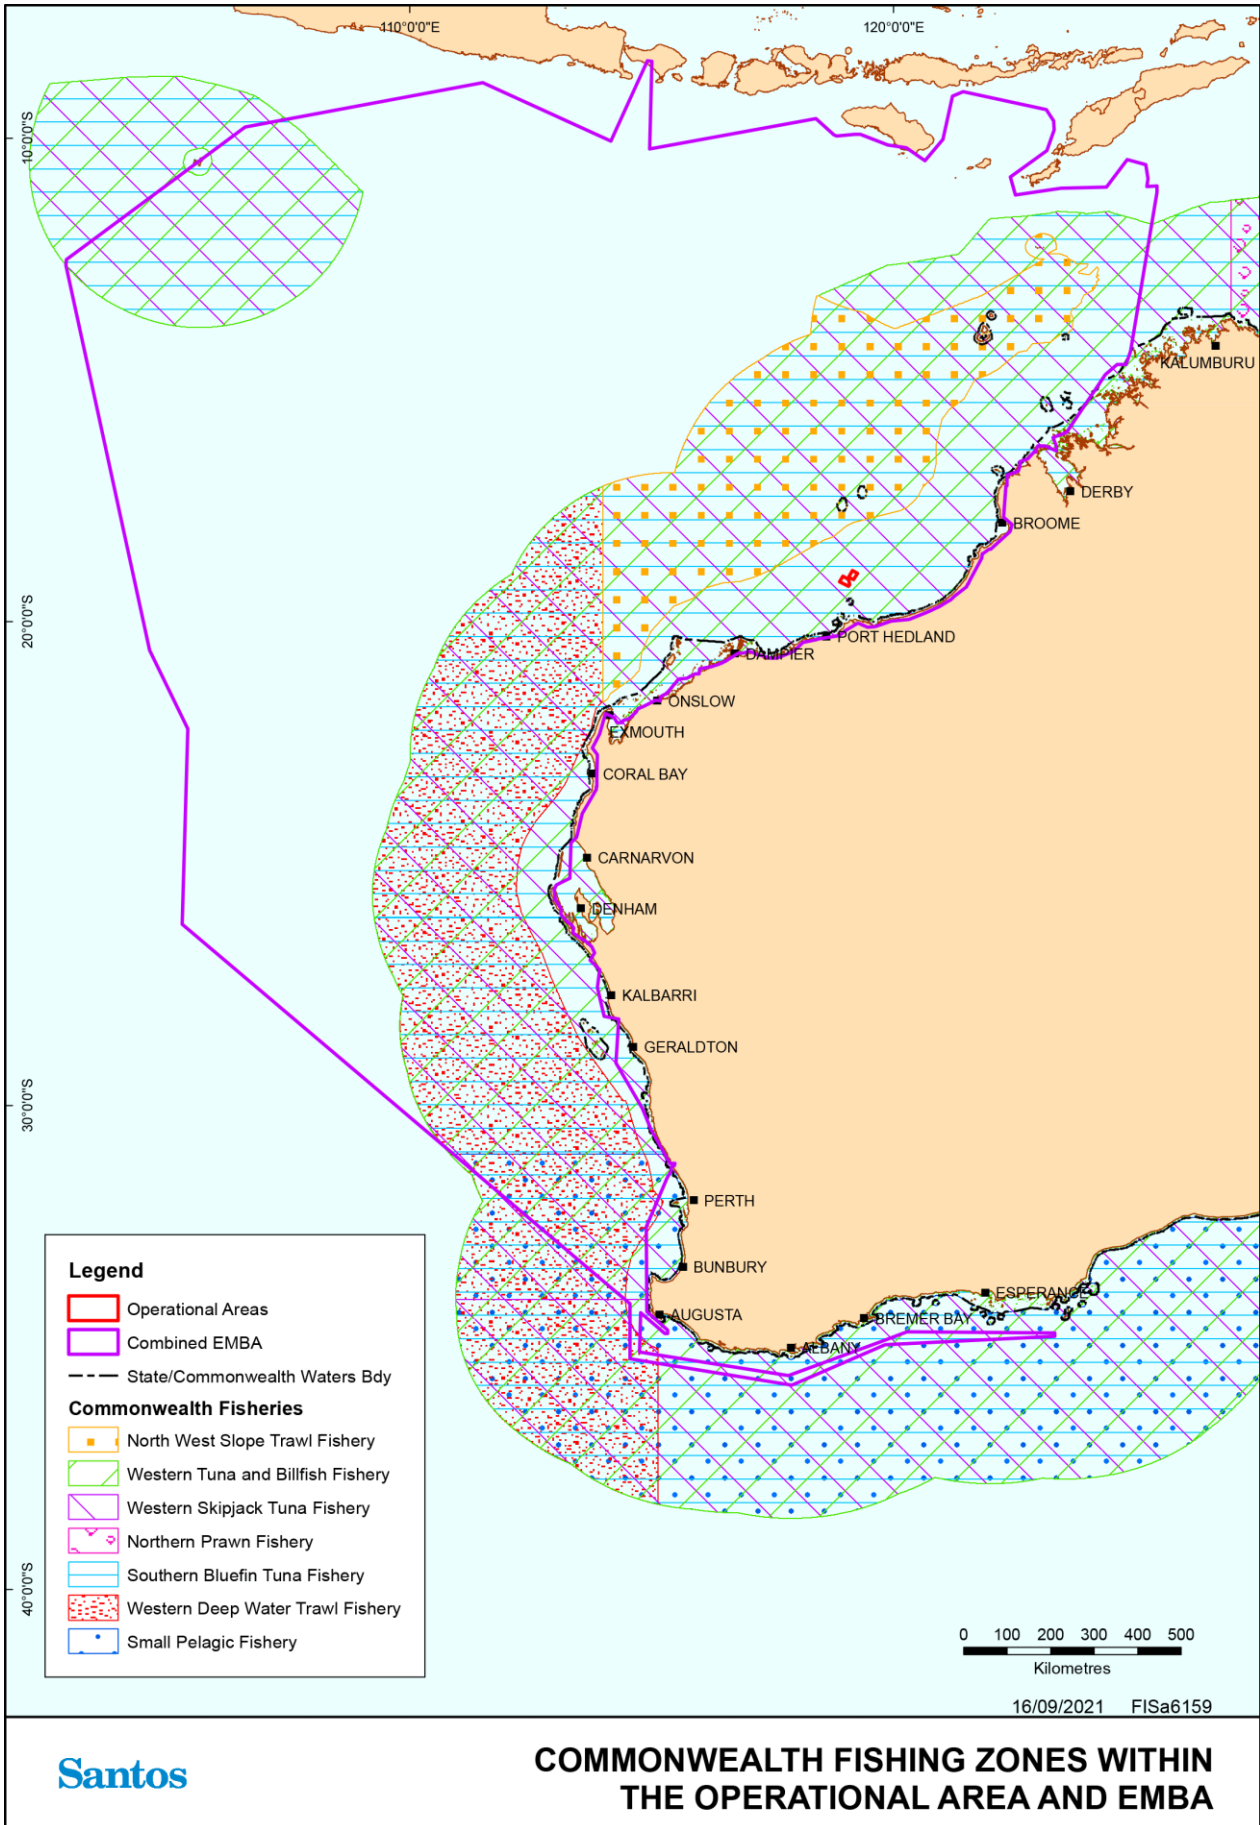 110°0'0"E
120°0'0"E
10°0'0"S
KALUMBURU
DERBY
BROOME
20°0'0"S
PORT HEDLAND
DAMPIER
ONSLOW
EXMOUTH
CORAL BAY
CARNARVON
DENHAM
KALBARRI
GERALDTON
30°0'0"S
PERTH
BUNBURY
ESPERANCE
AUGUSTA
BREMER BAY
ALBANY
Legend
Operational Areas
Combined EMBA
State/Commonwealth Waters Bdy
Commonwealth Fisheries
North West Slope Trawl Fishery
Western Tuna and Billfish Fishery
Western Skipjack Tuna Fishery
Northern Prawn Fishery
Southern Bluefin Tuna Fishery
Western Deep Water Trawl Fishery
Small Pelagic Fishery
40°0'0"S
0 100 200 300 400 500
Kilometres
16/09/2021 FISa6159
Santos
COMMONWEALTH FISHING ZONES WITHIN
THE OPERATIONAL AREA AND EMBA